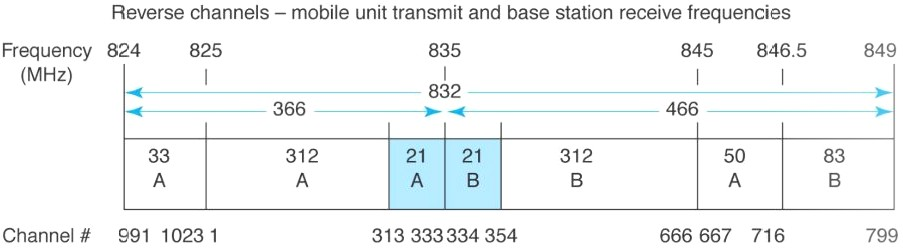 Reverse channels – mobile unit transmit and base station receive frequencies
Frequency 824 825 835 845 846.5 849
(MHz)
832
366 466
33 312 21 21 312 50 83
A A A B B A B
Channel # 991 1023 1 313 333 334 354 666 667 716 799